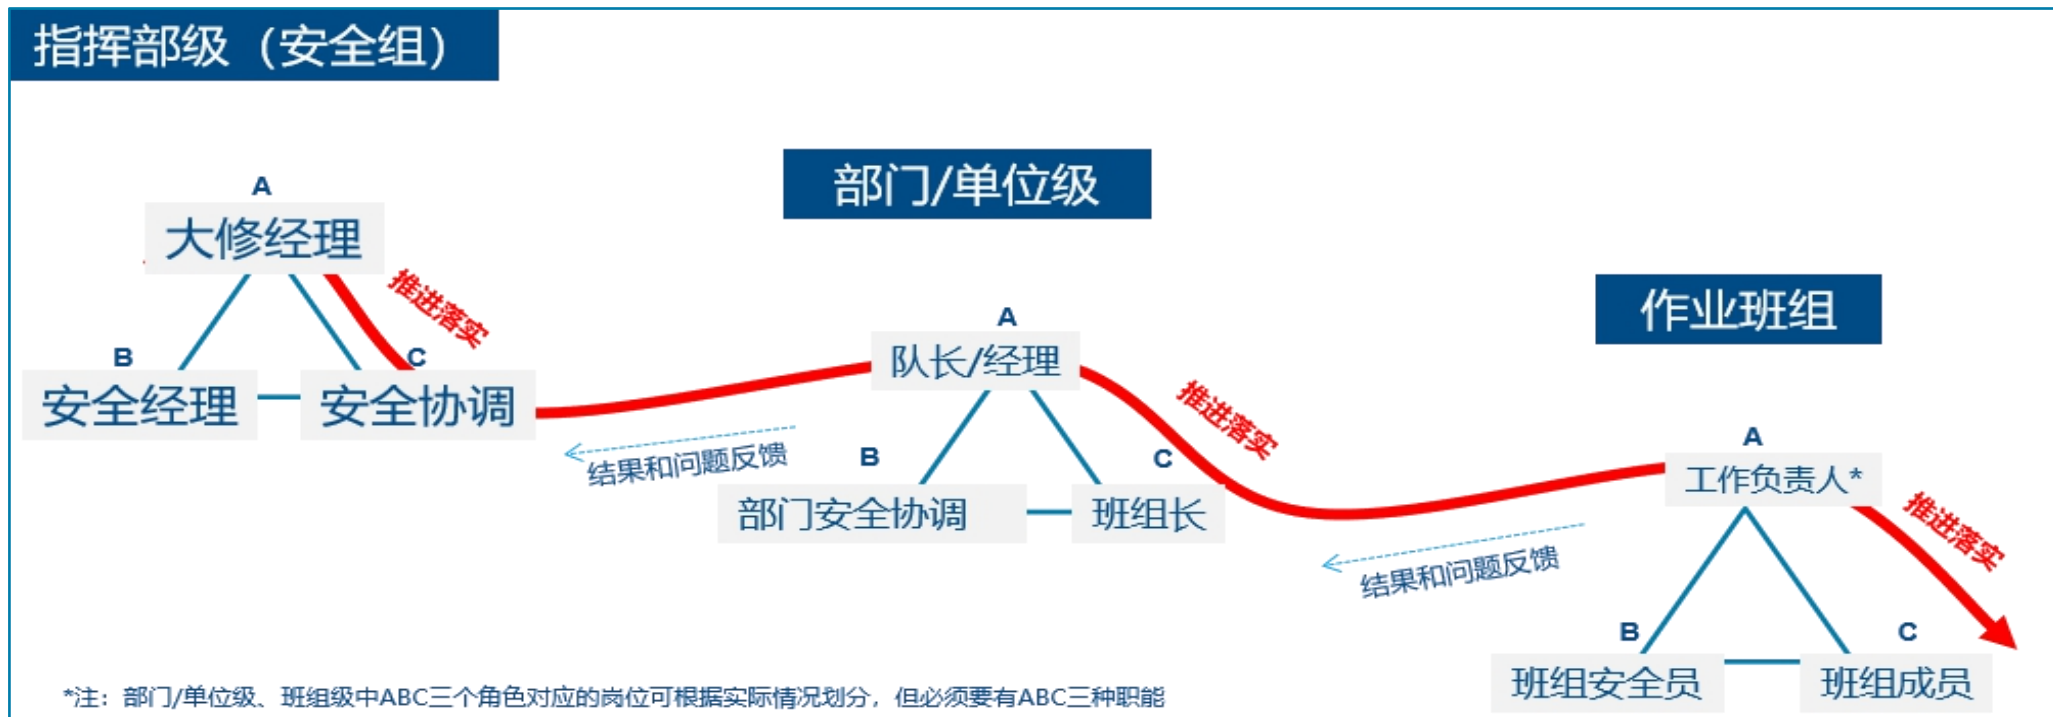 指挥部级（安全组）
A
大修经理
推进落实
B
C
安全经理
安全协调
部门/单位级
A
队长/经理
推进落实
结果和问题反馈
B
C
部门安全协调
班组长
作业班组
A
工作负责人*
推进落实
结果和问题反馈
B
C
班组安全员
班组成员
*注：部门/单位级、班组级中ABC三个角色对应的岗位可根据实际情况划分，但必须要有ABC三种职能